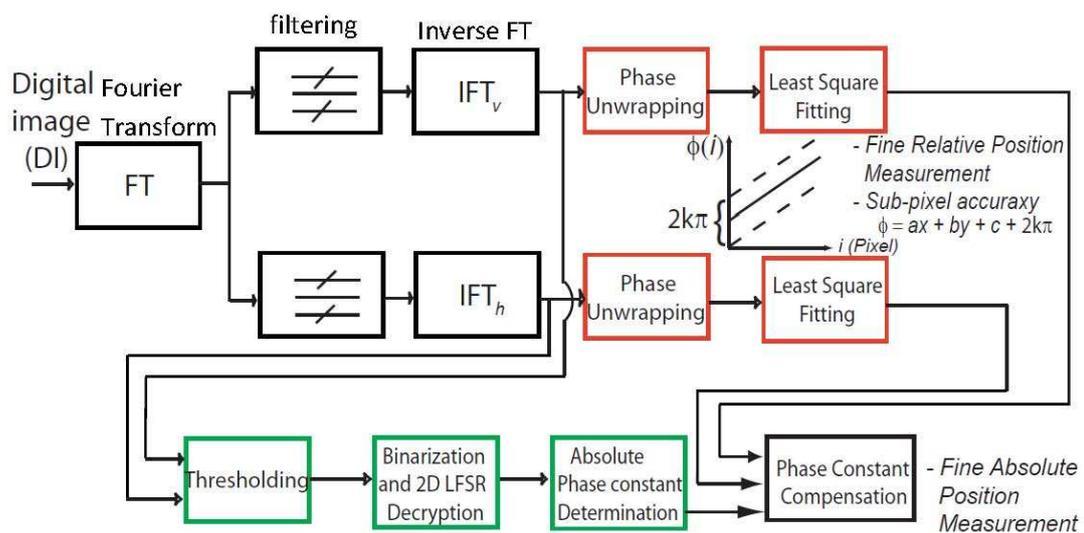 filtering
Inverse FT
Digital
image
(DI)
Fourier
Transform
FT
IFTv
Phase
Unwrapping
Least Square
Fitting
ϕ(i)
2kπ
i (Pixel)
- Fine Relative Position
Measurement
- Sub-pixel accuraxy
ϕ = ax + by + c + 2kπ
IFTh
Phase
Unwrapping
Least Square
Fitting
Thresholding
Binarization
and 2D LFSR
Decryption
Absolute
Phase constant
Determination
Phase Constant
Compensation
- Fine Absolute
Position
Measurement